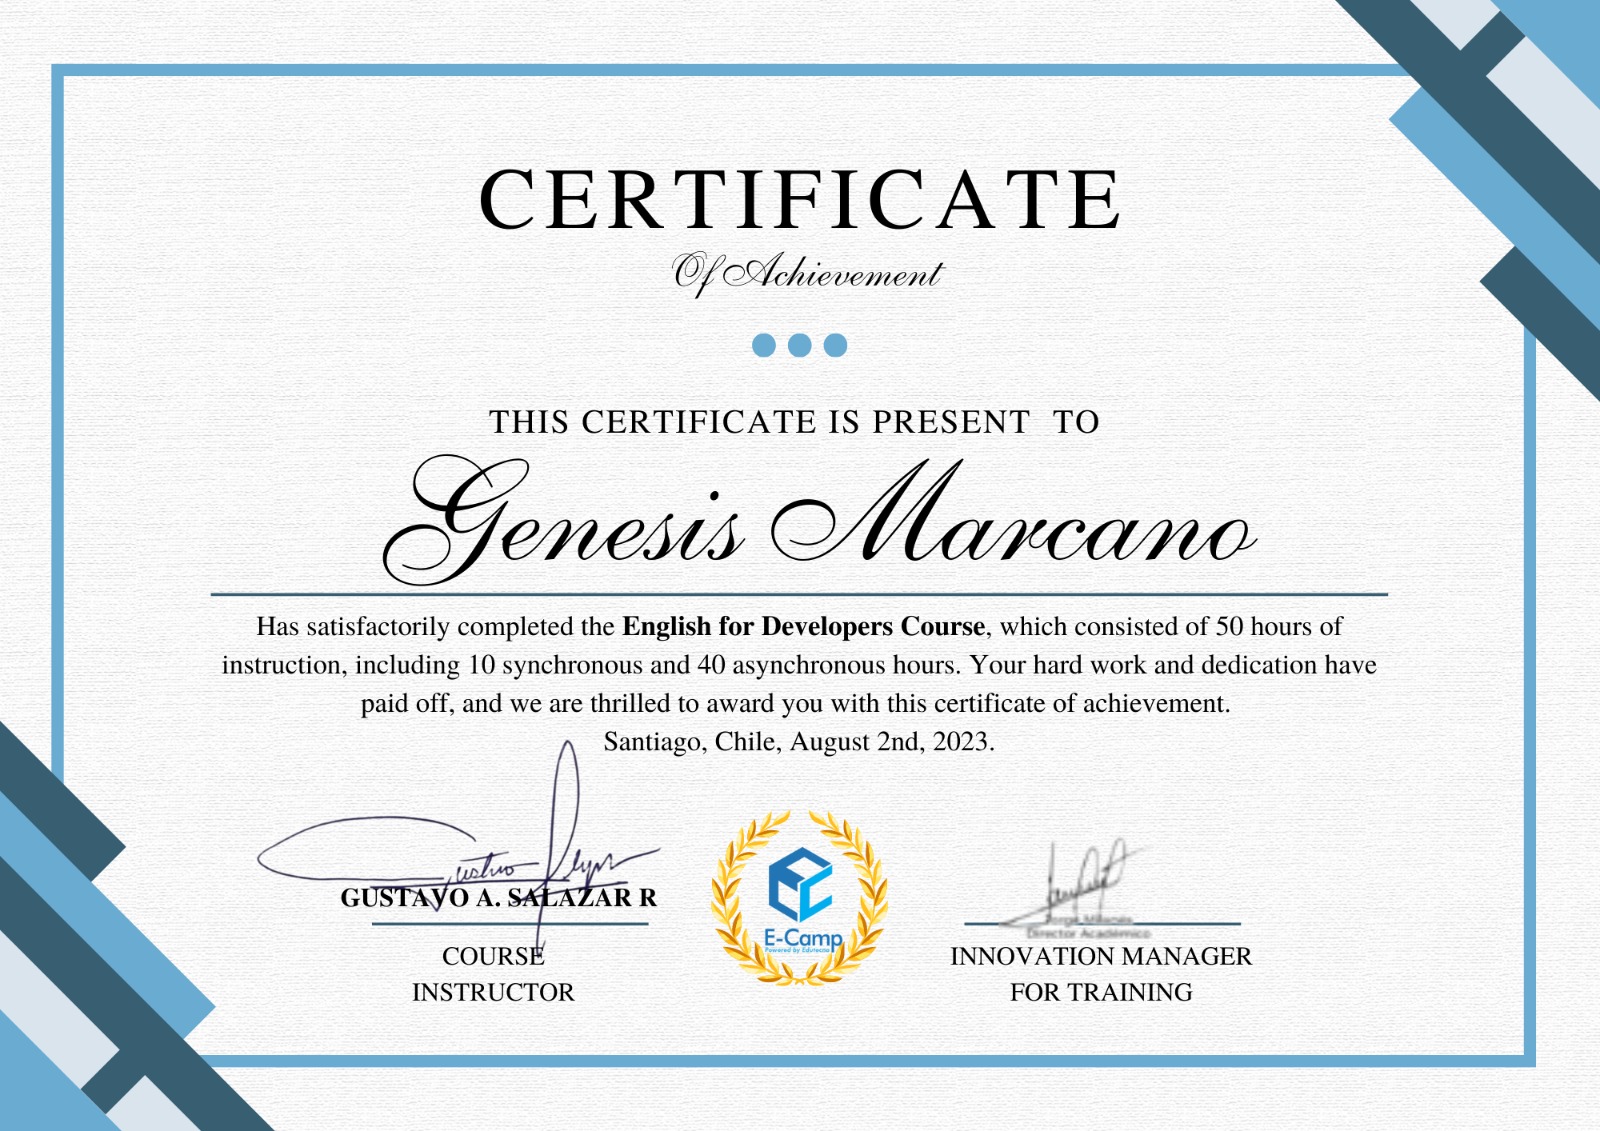 CERTIFICATE
Of Achievement
THIS CERTIFICATE IS PRESENT TO
Genesis Marcano
Has satisfactorily completed the English for Developers Course, which consisted of 50 hours of
instruction, including 10 synchronous and 40 asynchronous hours. Your hard work and dedication have
paid off, and we are thrilled to award you with this certificate of achievement.
Santiago, Chile, August 2nd, 2023.
Gustavo
GUSTAVO A. SALAZAR R
COURSE
INSTRUCTOR
E-Camp
Powered by
Jorge
Director Académico
INNOVATION MANAGER
FOR TRAINING